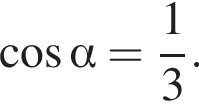 cos α = 1/3.